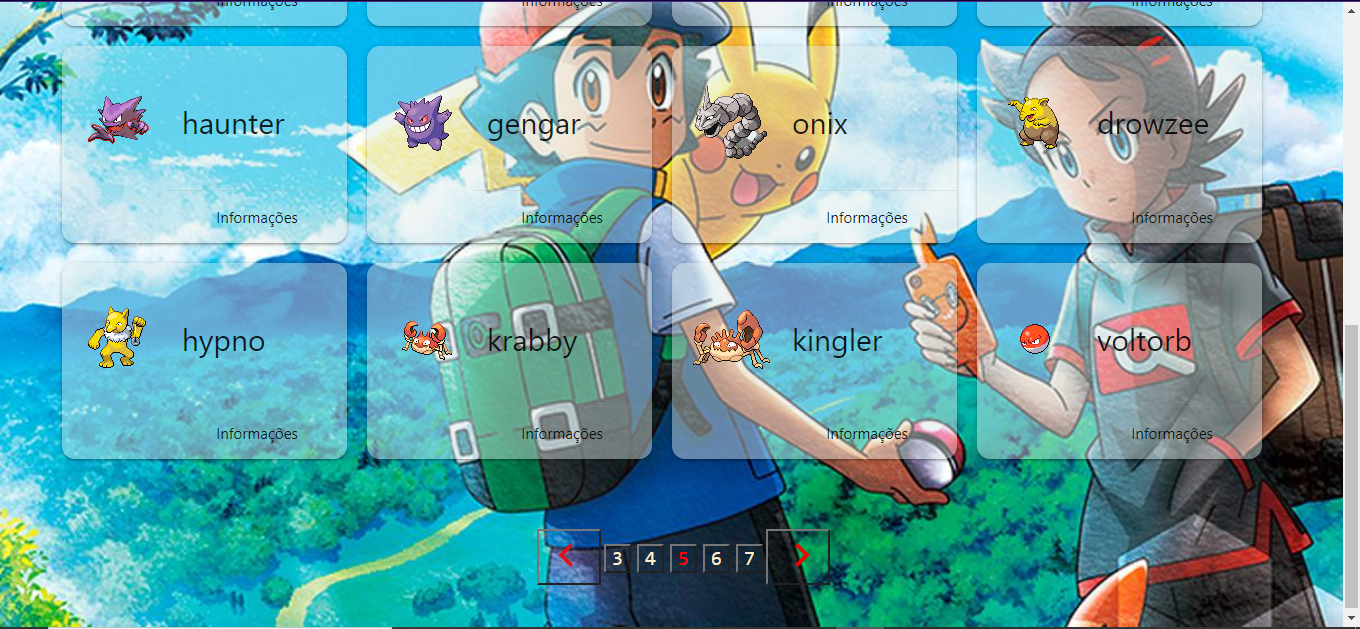 Informações Informações Informações Informações
haunter gengar onix drowzee
Informações Informações Informações Informações
hypno krabby kingler voltorb
Informações Informações Informações Informações
3 4 5 6 7